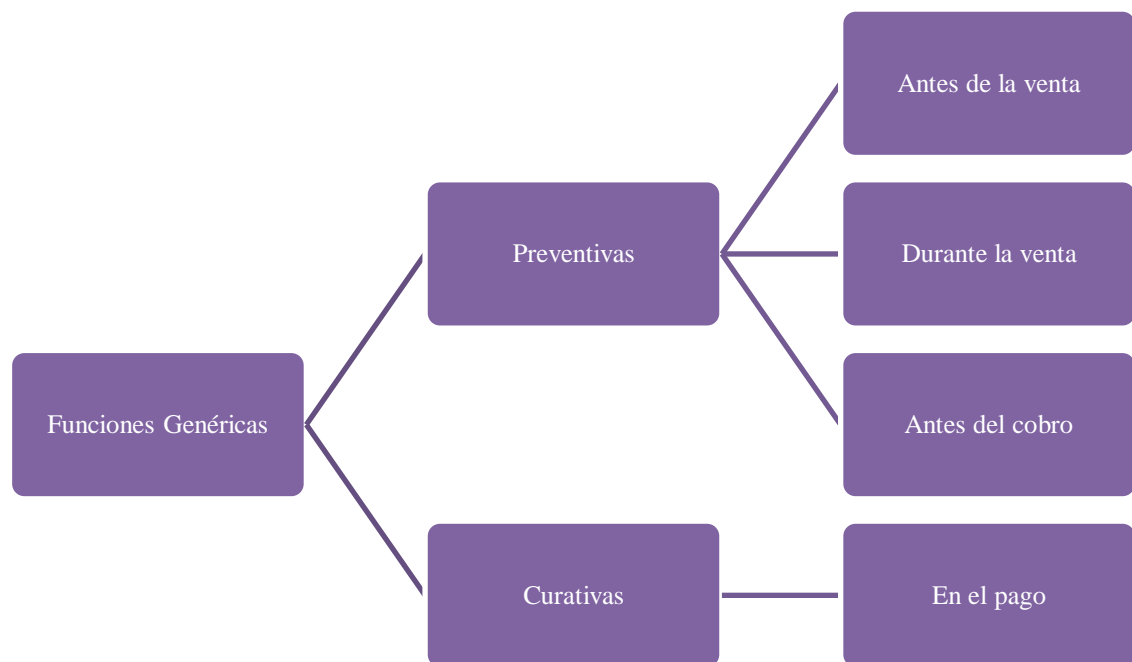 Funciones Genéricas
Preventivas
Antes de la venta
Durante la venta
Antes del cobro
Curativas
En el pago